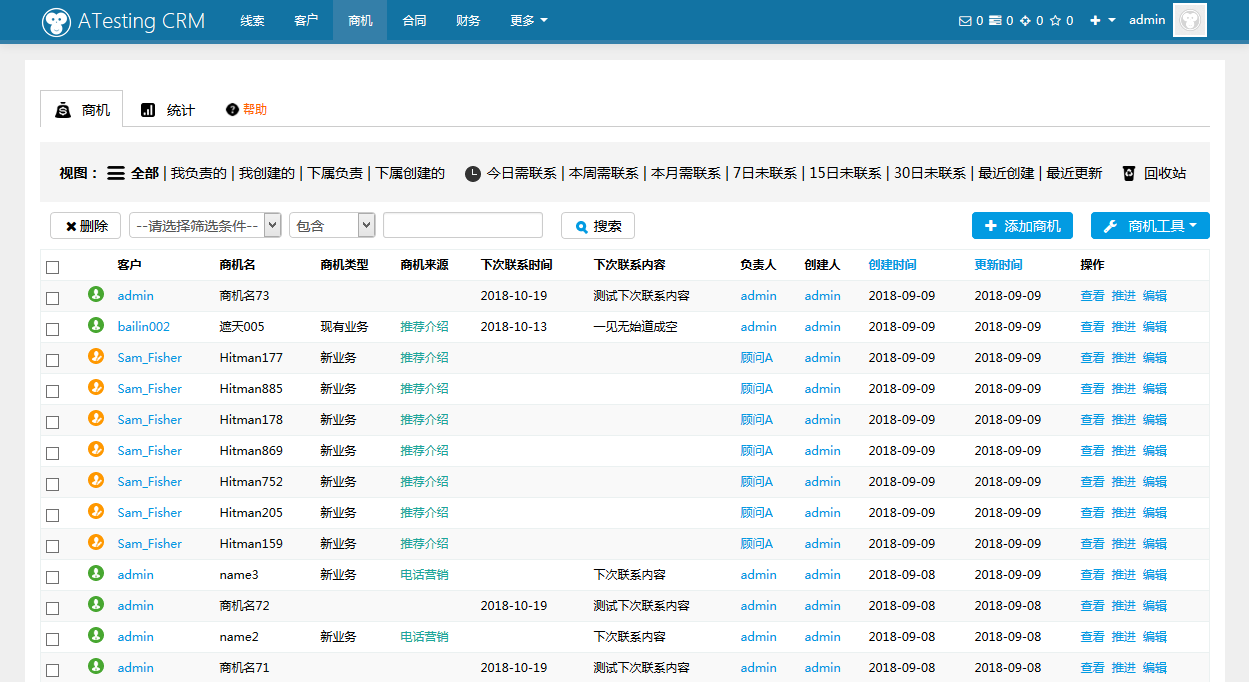 ATesting CRM 线索 客户 商机 合同 财务 更多 0 0 0 0 admin
商机 统计 帮助
视图： 全部 | 我负责的 | 我创建的 | 下属负责 | 下属创建的 今日需联系 | 本周需联系 | 本月需联系 | 7日未联系 | 15日未联系 | 30日未联系 | 最近创建 | 最近更新 回收站
删除 --请选择筛选条件-- 包含 搜索 添加商机 商机工具
客户 商机名 商机类型 商机来源 下次联系时间 下次联系内容 负责人 创建人 创建时间 更新时间 操作
admin 商机名73 2018-10-19 测试下次联系内容 admin admin 2018-09-09 2018-09-09 查看 推进 编辑
bailin002 遮天005 现有业务 推荐介绍 2018-10-13 一见无始道成空 admin admin 2018-09-09 2018-09-09 查看 推进 编辑
Sam_Fisher Hitman177 新业务 推荐介绍 顾问A admin 2018-09-09 2018-09-09 查看 推进 编辑
Sam_Fisher Hitman885 新业务 推荐介绍 顾问A admin 2018-09-09 2018-09-09 查看 推进 编辑
Sam_Fisher Hitman178 新业务 推荐介绍 顾问A admin 2018-09-09 2018-09-09 查看 推进 编辑
Sam_Fisher Hitman869 新业务 推荐介绍 顾问A admin 2018-09-09 2018-09-09 查看 推进 编辑
Sam_Fisher Hitman752 新业务 推荐介绍 顾问A admin 2018-09-09 2018-09-09 查看 推进 编辑
Sam_Fisher Hitman205 新业务 推荐介绍 顾问A admin 2018-09-09 2018-09-09 查看 推进 编辑
Sam_Fisher Hitman159 新业务 推荐介绍 顾问A admin 2018-09-09 2018-09-09 查看 推进 编辑
admin name3 新业务 电话营销 下次联系内容 admin admin 2018-09-08 2018-09-09 查看 推进 编辑
admin 商机名72 2018-10-19 测试下次联系内容 admin admin 2018-09-08 2018-09-08 查看 推进 编辑
admin name2 新业务 电话营销 下次联系内容 admin admin 2018-09-08 2018-09-08 查看 推进 编辑
admin 商机名71 2018-10-19 测试下次联系内容 admin admin 2018-09-08 2018-09-08 查看 推进 编辑